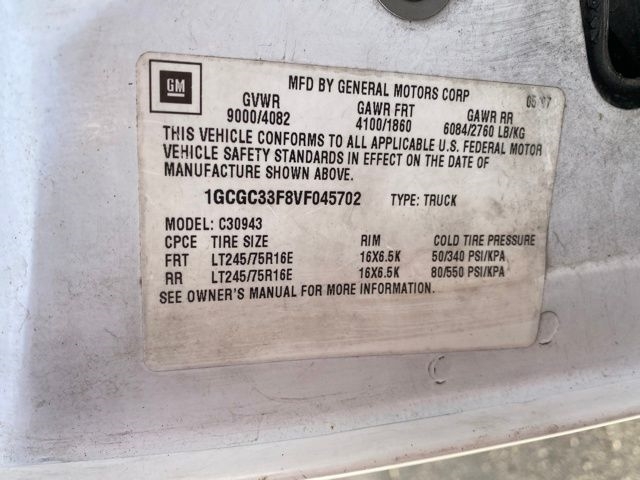 GM
MFD BY GENERAL MOTORS CORP
GVWR GAWR FRT GAWR RR
9000/4082 4100/1860 6084/2760 LB/KG
THIS VEHICLE CONFORMS TO ALL APPLICABLE U.S. FEDERAL MOTOR
VEHICLE SAFETY STANDARDS IN EFFECT ON THE DATE OF
MANUFACTURE SHOWN ABOVE.
1GCGC33F8VF045702 TYPE: TRUCK
MODEL: C30943
CPCE TIRE SIZE RIM COLD TIRE PRESSURE
FRT LT245/75R16E 16X6.5K 50/340 PSI/KPA
RR LT245/75R16E 16X6.5K 80/550 PSI/KPA
SEE OWNER'S MANUAL FOR MORE INFORMATION.